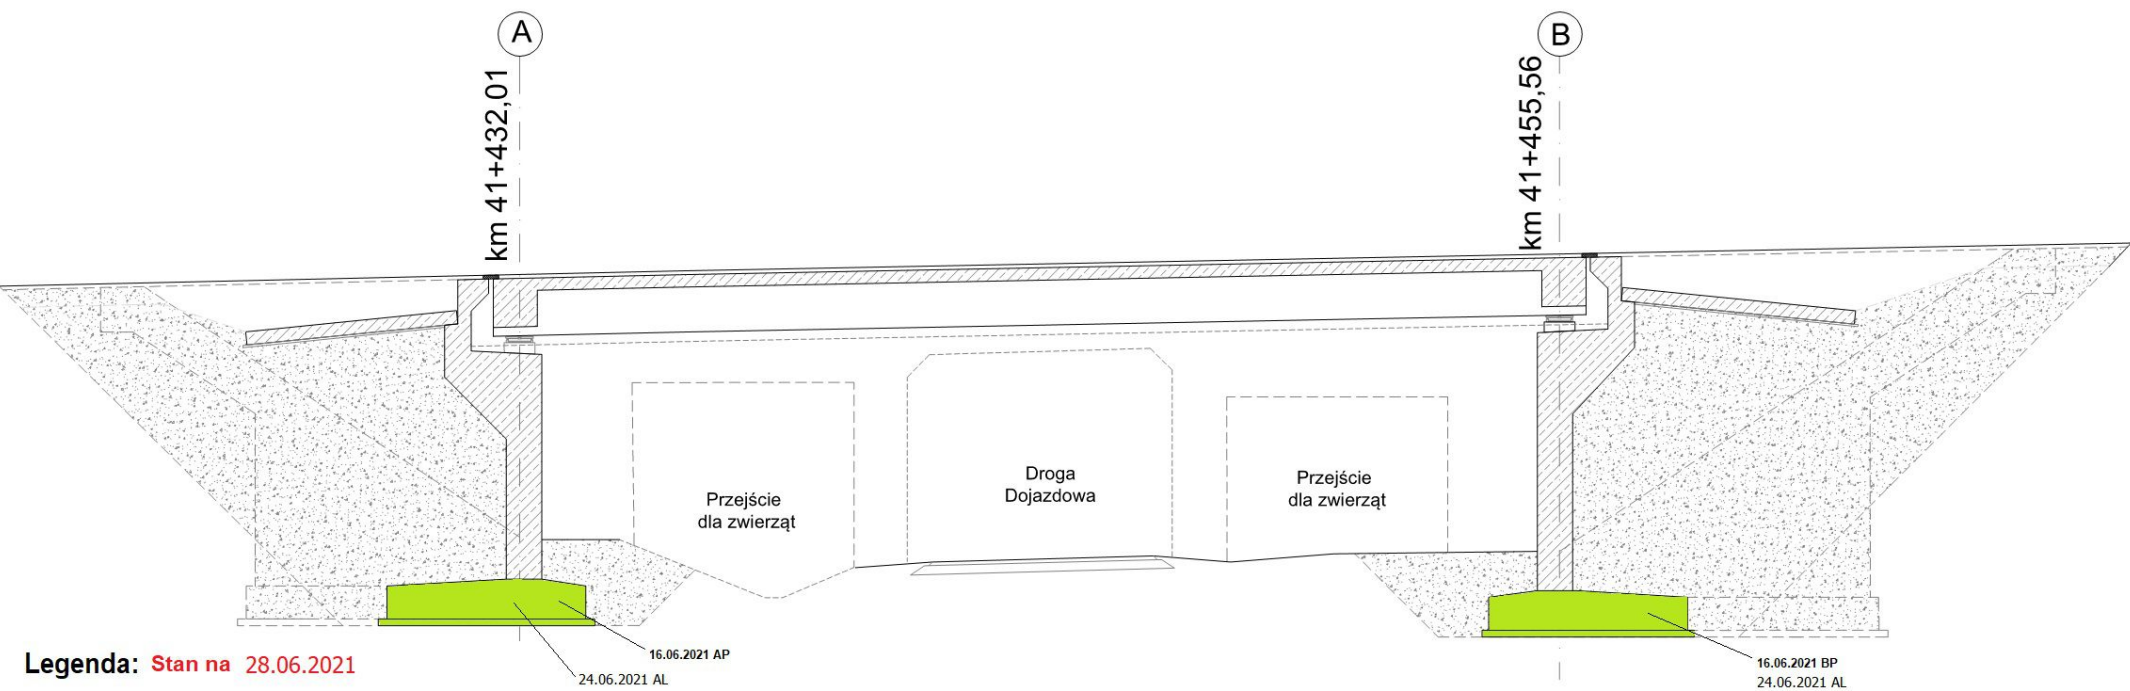 A
B
km 41+432,01
km 41+455,56
Przejście
dla zwierząt
Droga
Dojazdowa
Przejście
dla zwierząt
16.06.2021 AP
24.06.2021 AL
16.06.2021 BP
24.06.2021 AL
Legenda: Stan na 28.06.2021